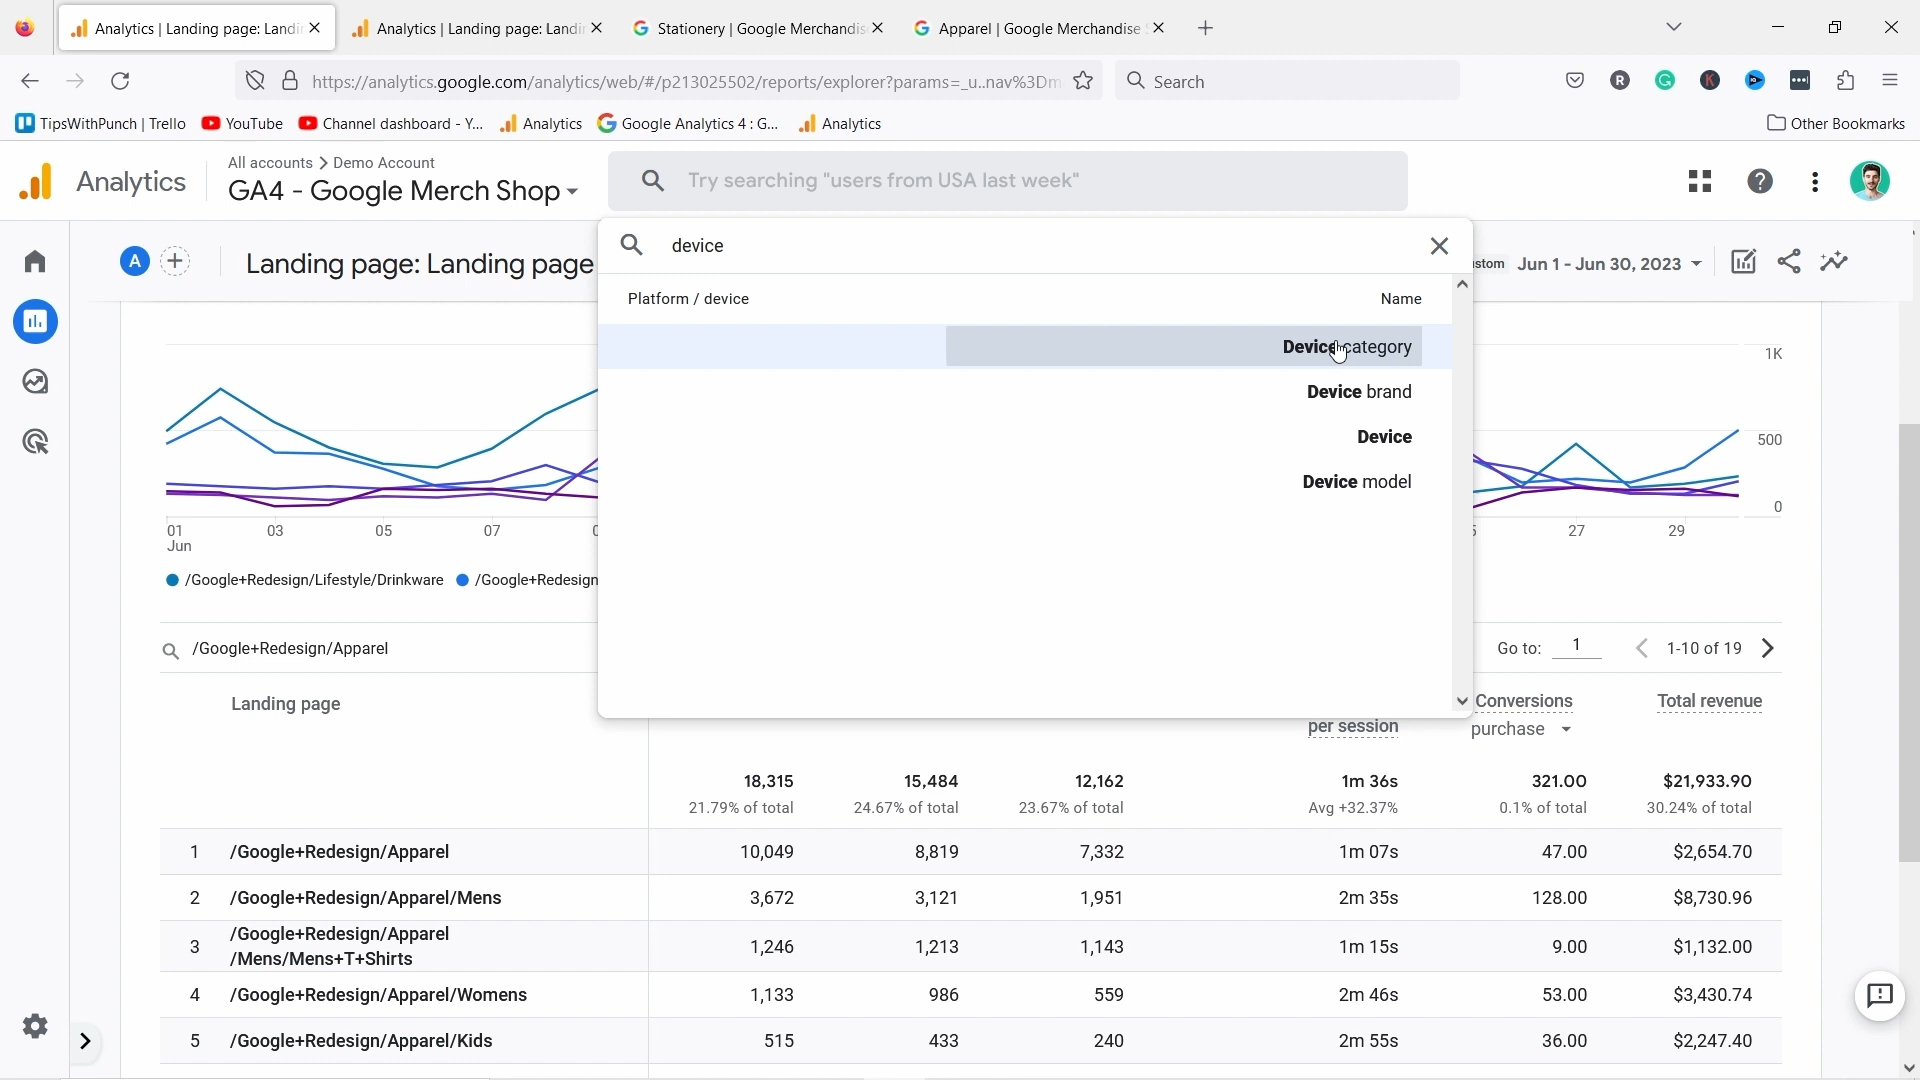 Analytics | Landing page: Landi
Analytics | Landing page: Landi
Stationery | Google Merchandis
Apparel | Google Merchandise S
https://analytics.google.com/analytics/web/#/p213025502/reports/explorer?params=_u..nav%3Dm
Search
TipsWithPunch | Trello
YouTube
Channel dashboard - Y...
Analytics
Google Analytics 4 : G...
Analytics
Other Bookmarks
Analytics
All accounts > Demo Account
GA4 - Google Merch Shop
Try searching "users from USA last week"
A
Landing page: Landing page
stom
Jun 1 - Jun 30, 2023
device
Platform / device
Name
Device category
Device brand
Device
Device model
1K
500
0
01
Jun
03
05
07
27
29
/Google+Redesign/Lifestyle/Drinkware
/Google+Redesign
/Google+Redesign/Apparel
Go to: 1
1-10 of 19
Landing page
per session
Conversions
purchase
Total revenue
18,315 15,484 12,162 1m 36s 321.00 $21,933.90
21.79% of total 24.67% of total 23.67% of total Avg +32.37% 0.1% of total 30.24% of total
1 /Google+Redesign/Apparel 10,049 8,819 7,332 1m 07s 47.00 $2,654.70
2 /Google+Redesign/Apparel/Mens 3,672 3,121 1,951 2m 35s 128.00 $8,730.96
3 /Google+Redesign/Apparel
/Mens/Mens+T+Shirts 1,246 1,213 1,143 1m 15s 9.00 $1,132.00
4 /Google+Redesign/Apparel/Womens 1,133 986 559 2m 46s 53.00 $3,430.74
5 /Google+Redesign/Apparel/Kids 515 433 240 2m 55s 36.00 $2,247.40